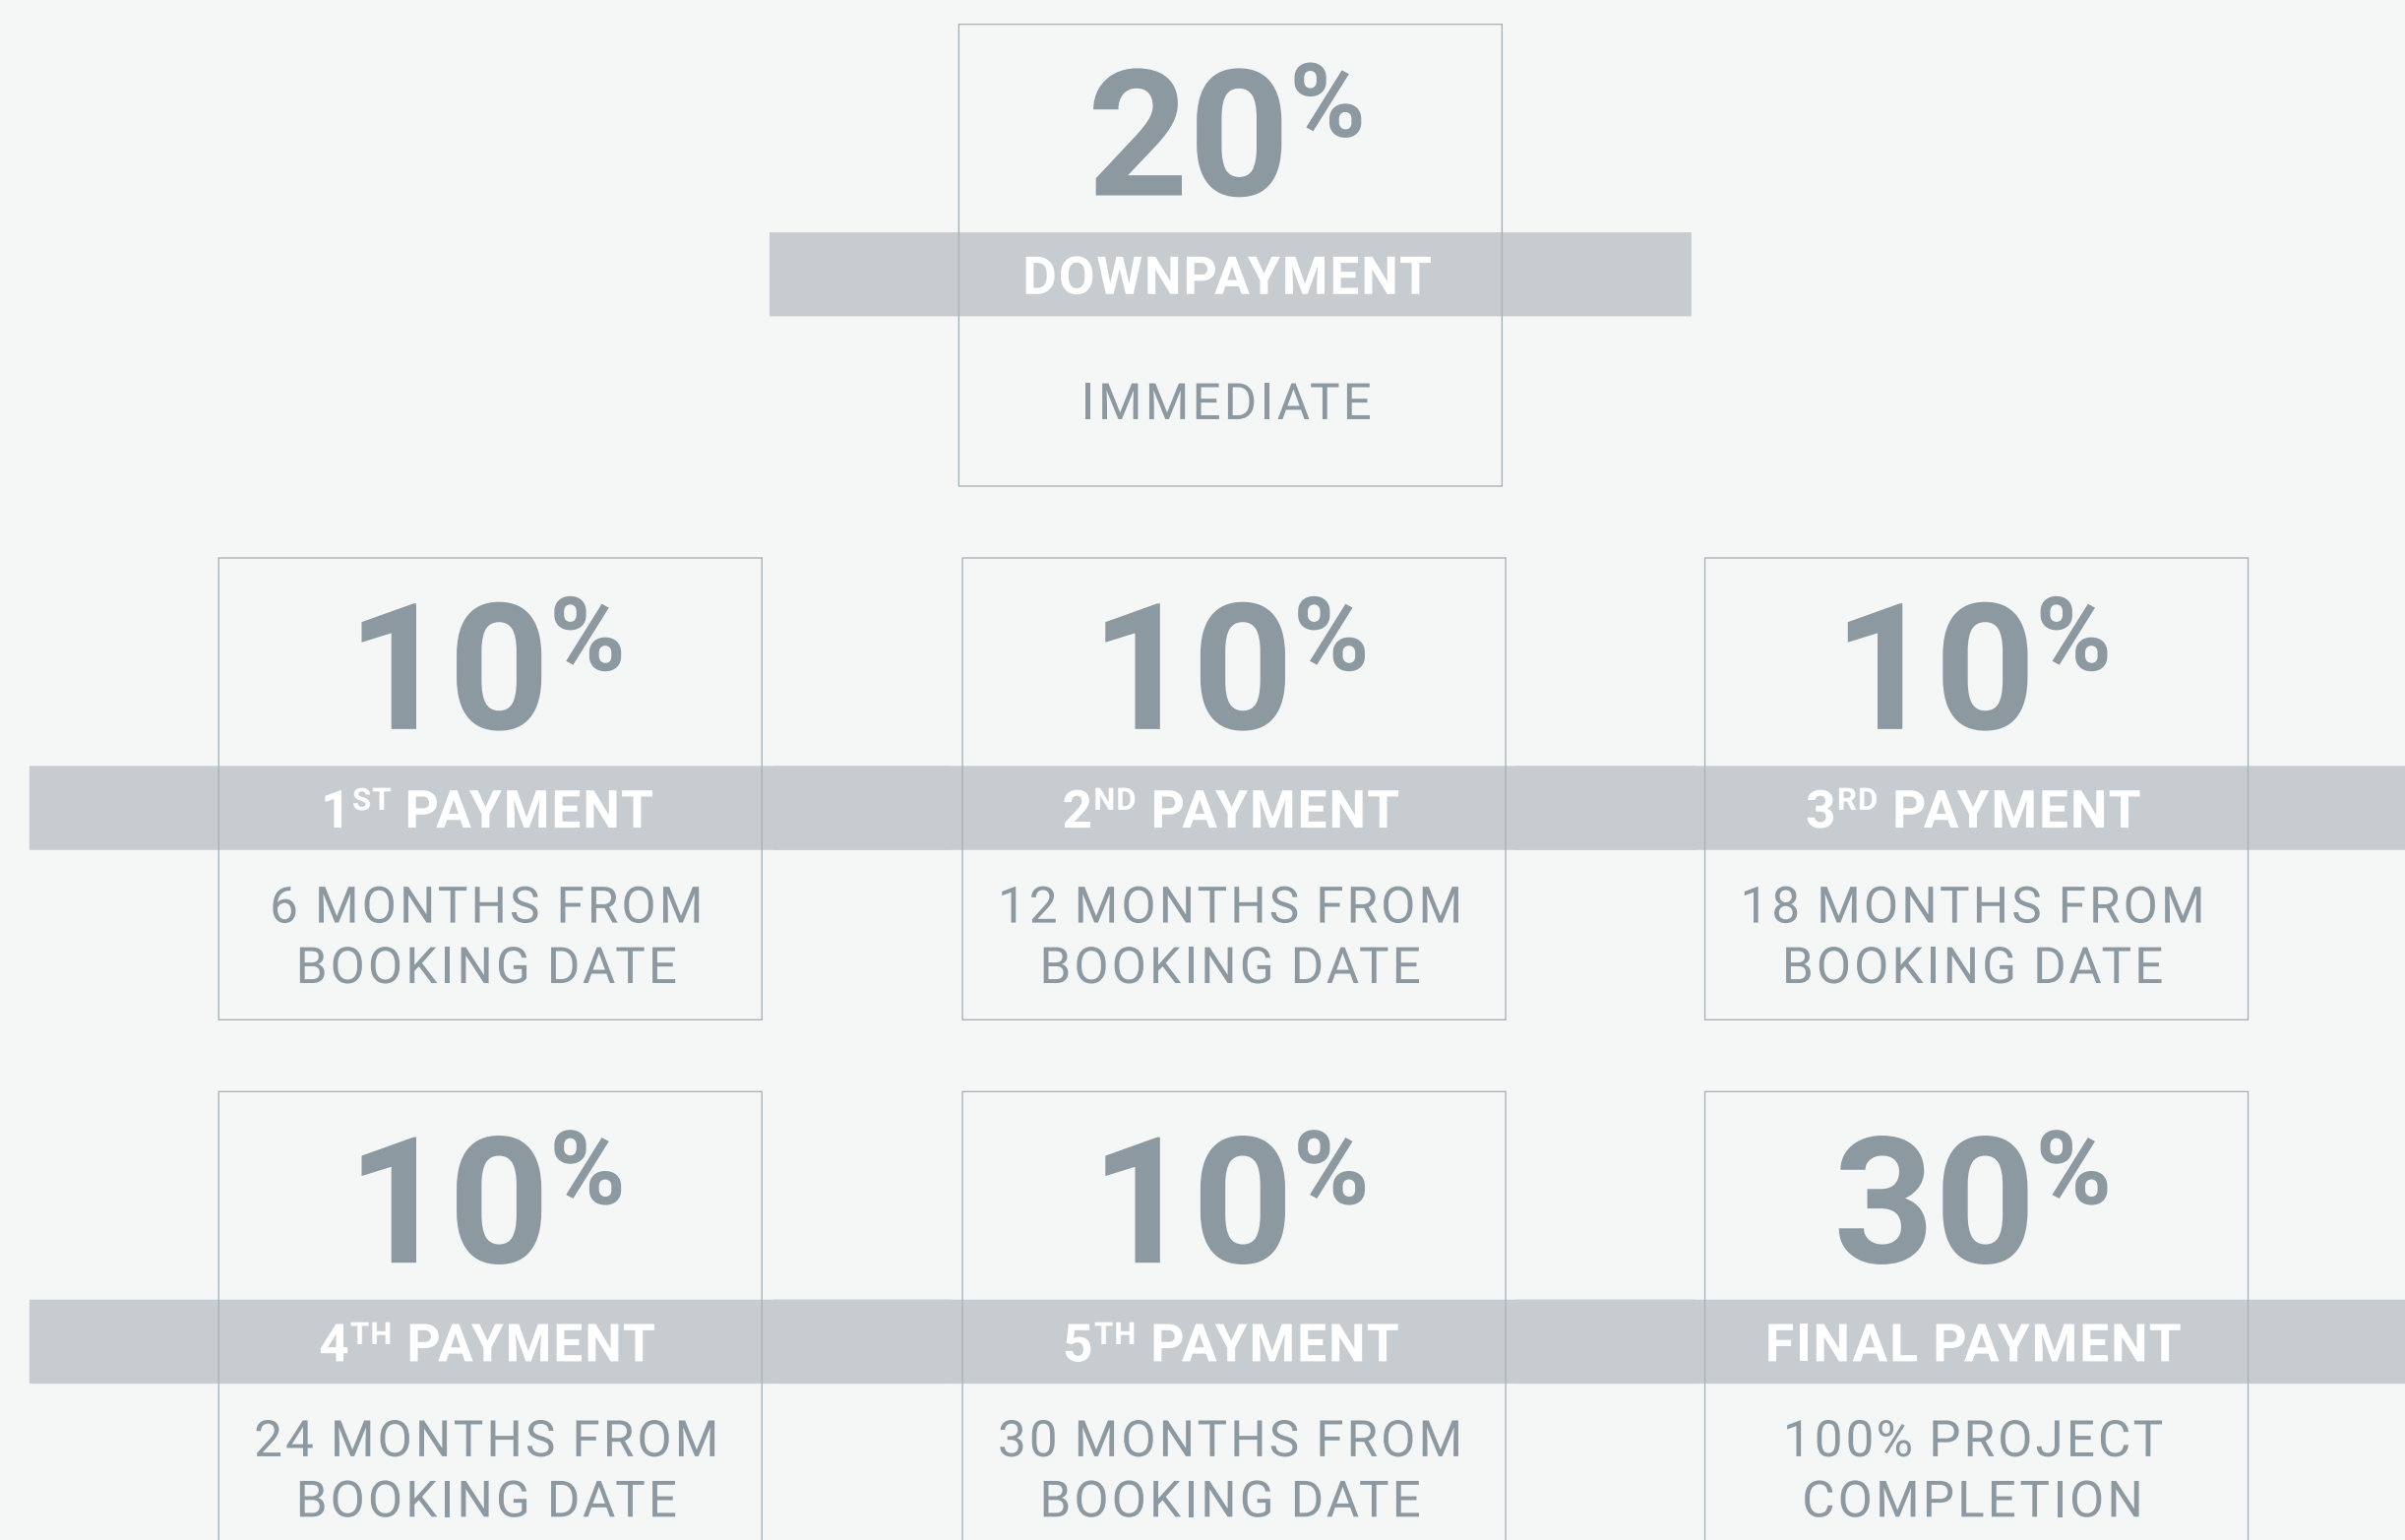 20%
DOWNPAYMENT
IMMEDIATE
10%
1ST PAYMENT
6 MONTHS FROM
BOOKING DATE
10%
2ND PAYMENT
12 MONTHS FROM
BOOKING DATE
10%
3RD PAYMENT
18 MONTHS FROM
BOOKING DATE
10%
4TH PAYMENT
24 MONTHS FROM
BOOKING DATE
10%
5TH PAYMENT
30 MONTHS FROM
BOOKING DATE
30%
FINAL PAYMENT
100% PROJECT
COMPLETION